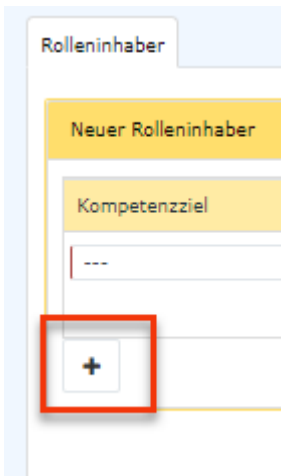 Rolleninhaber
Neuer Rolleninhaber
Kompetenzziel
---
+